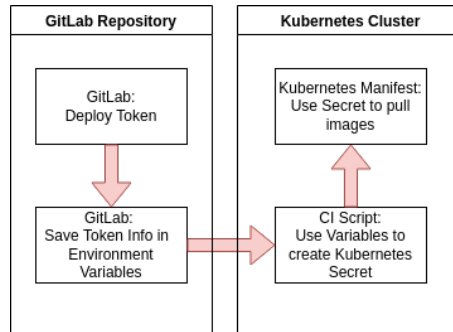 GitLab Repository
Kubernetes Cluster
GitLab:
Deploy Token
Kubernetes Manifest:
Use Secret to pull
images
GitLab:
Save Token Info in
Environment
Variables
CI Script:
Use Variables to
create Kubernetes
Secret